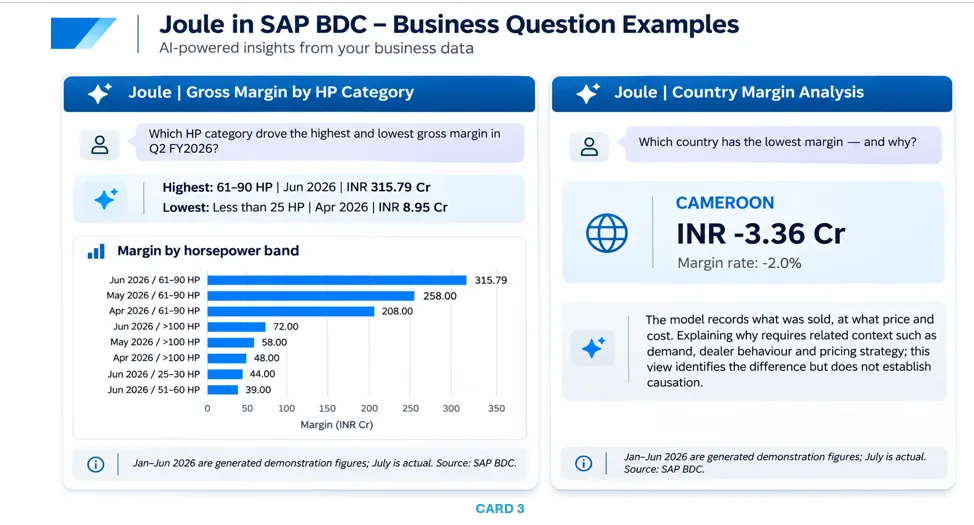 Joule in SAP BDC – Business Question Examples
AI-powered insights from your business data
Joule | Gross Margin by HP Category
Which HP category drove the highest and lowest gross margin in
Q2 FY2026?
Highest: 61–90 HP | Jun 2026 | INR 315.79 Cr
Lowest: Less than 25 HP | Apr 2026 | INR 8.95 Cr
Margin by horsepower band
Jun 2026 / 61–90 HP 315.79
May 2026 / 61–90 HP 258.00
Apr 2026 / 61–90 HP 208.00
Jun 2026 / >100 HP 72.00
May 2026 / >100 HP 58.00
Apr 2026 / >100 HP 48.00
Jun 2026 / 25–30 HP 44.00
Jun 2026 / 51–60 HP 39.00
0 50 100 150 200 250 300 350
Margin (INR Cr)
Jan–Jun 2026 are generated demonstration figures; July is actual. Source: SAP BDC.
Joule | Country Margin Analysis
Which country has the lowest margin — and why?
CAMEROON
INR -3.36 Cr
Margin rate: -2.0%
The model records what was sold, at what price and
cost. Explaining why requires related context such as
demand, dealer behaviour and pricing strategy; this
view identifies the difference but does not establish
causation.
Jan–Jun 2026 are generated demonstration figures; July is actual.
Source: SAP BDC.
CARD 3